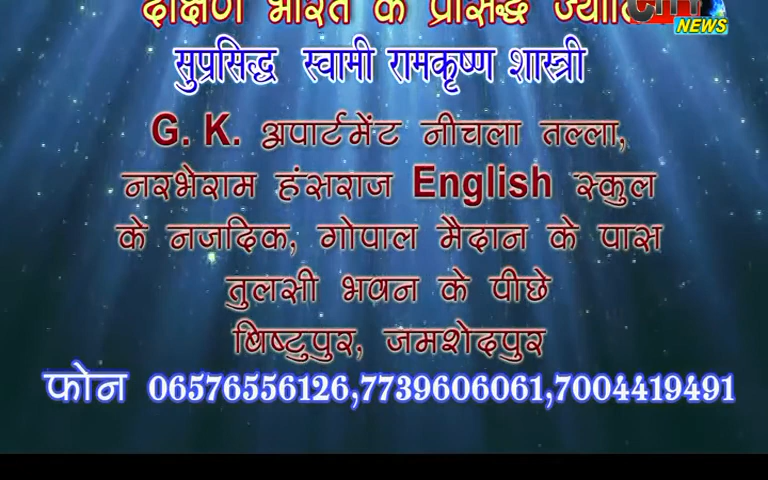 दक्षिण भारत के प्रसिद्ध
NEWS
सुप्रसिद्ध स्वामी रामकृष्ण शास्त्री
G. K. अपार्टमेंट नीचला तल्ला,
नरभेराम हंसराज English स्कुल
के नजदिक, गोपाल मैदान के पास
तुलसी भवन के पीछे
बिष्टुपुर, जमशेदपुर
फोन 06576556126,7739606061,7004419491